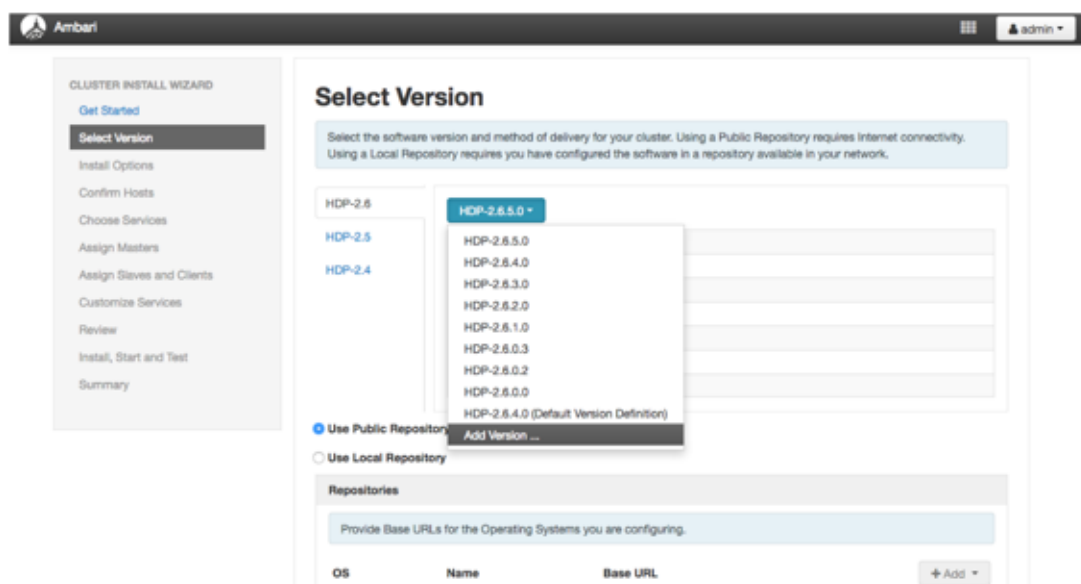 Ambari
admin
CLUSTER INSTALL WIZARD
Get Started
Select Version
Install Options
Confirm Hosts
Choose Services
Assign Masters
Assign Slaves and Clients
Customize Services
Review
Install, Start and Test
Summary
Select Version
Select the software version and method of delivery for your cluster. Using a Public Repository requires Internet connectivity.
Using a Local Repository requires you have configured the software in a repository available in your network.
HDP-2.6
HDP-2.5
HDP-2.4
HDP-2.6.5.0
HDP-2.6.5.0
HDP-2.6.4.0
HDP-2.6.3.0
HDP-2.6.2.0
HDP-2.6.1.0
HDP-2.6.0.3
HDP-2.6.0.2
HDP-2.6.0.0
HDP-2.6.4.0 (Default Version Definition)
Add Version ...
Use Public Repository
Use Local Repository
Repositories
Provide Base URLs for the Operating Systems you are configuring.
OS Name Base URL + Add